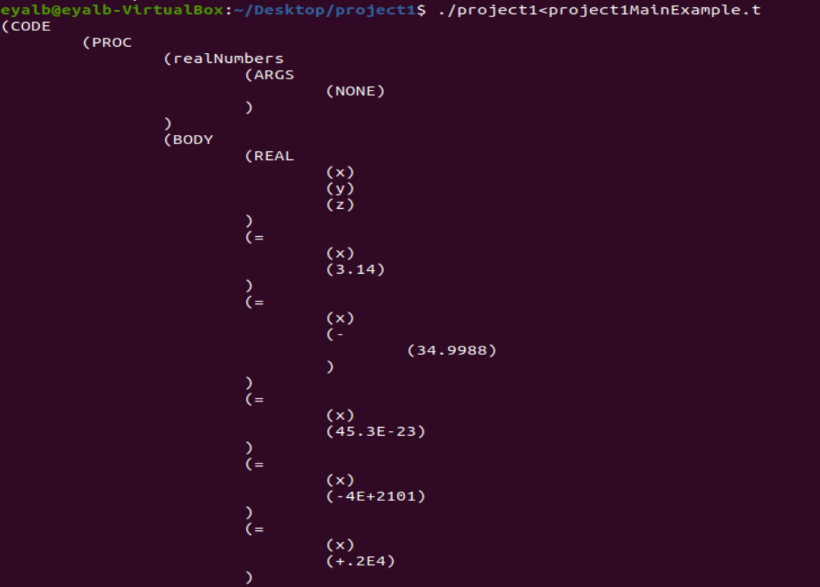 eyalb@eyalb-VirtualBox:~/Desktop/project1$ ./project1<project1MainExample.t
(CODE
(PROC
(realNumbers
(ARGS
(NONE)
)
)
(BODY
(REAL
(x)
(y)
(z)
)
(=
(x)
(3.14)
)
(=
(x)
(-
(34.9988)
)
)
(=
(x)
(45.3E-23)
)
(=
(x)
(-4E+2101)
)
(=
(x)
(+.2E4)
)